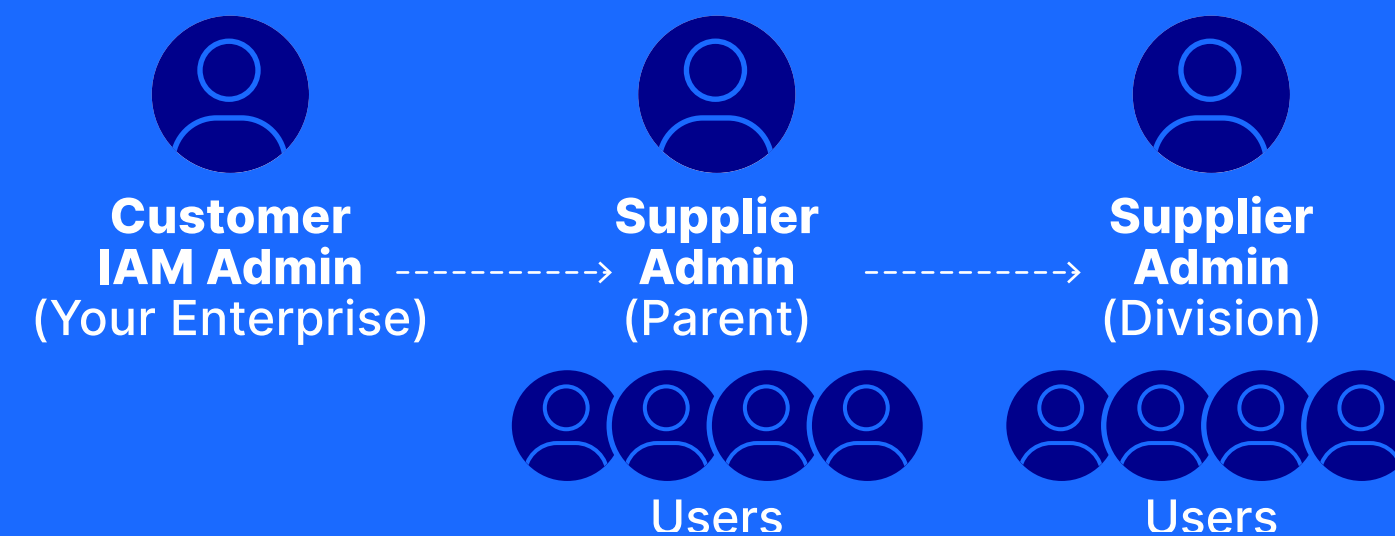 Customer
IAM Admin
(Your Enterprise)
Supplier
Admin
(Parent)
Supplier
Admin
(Division)
Users
Users